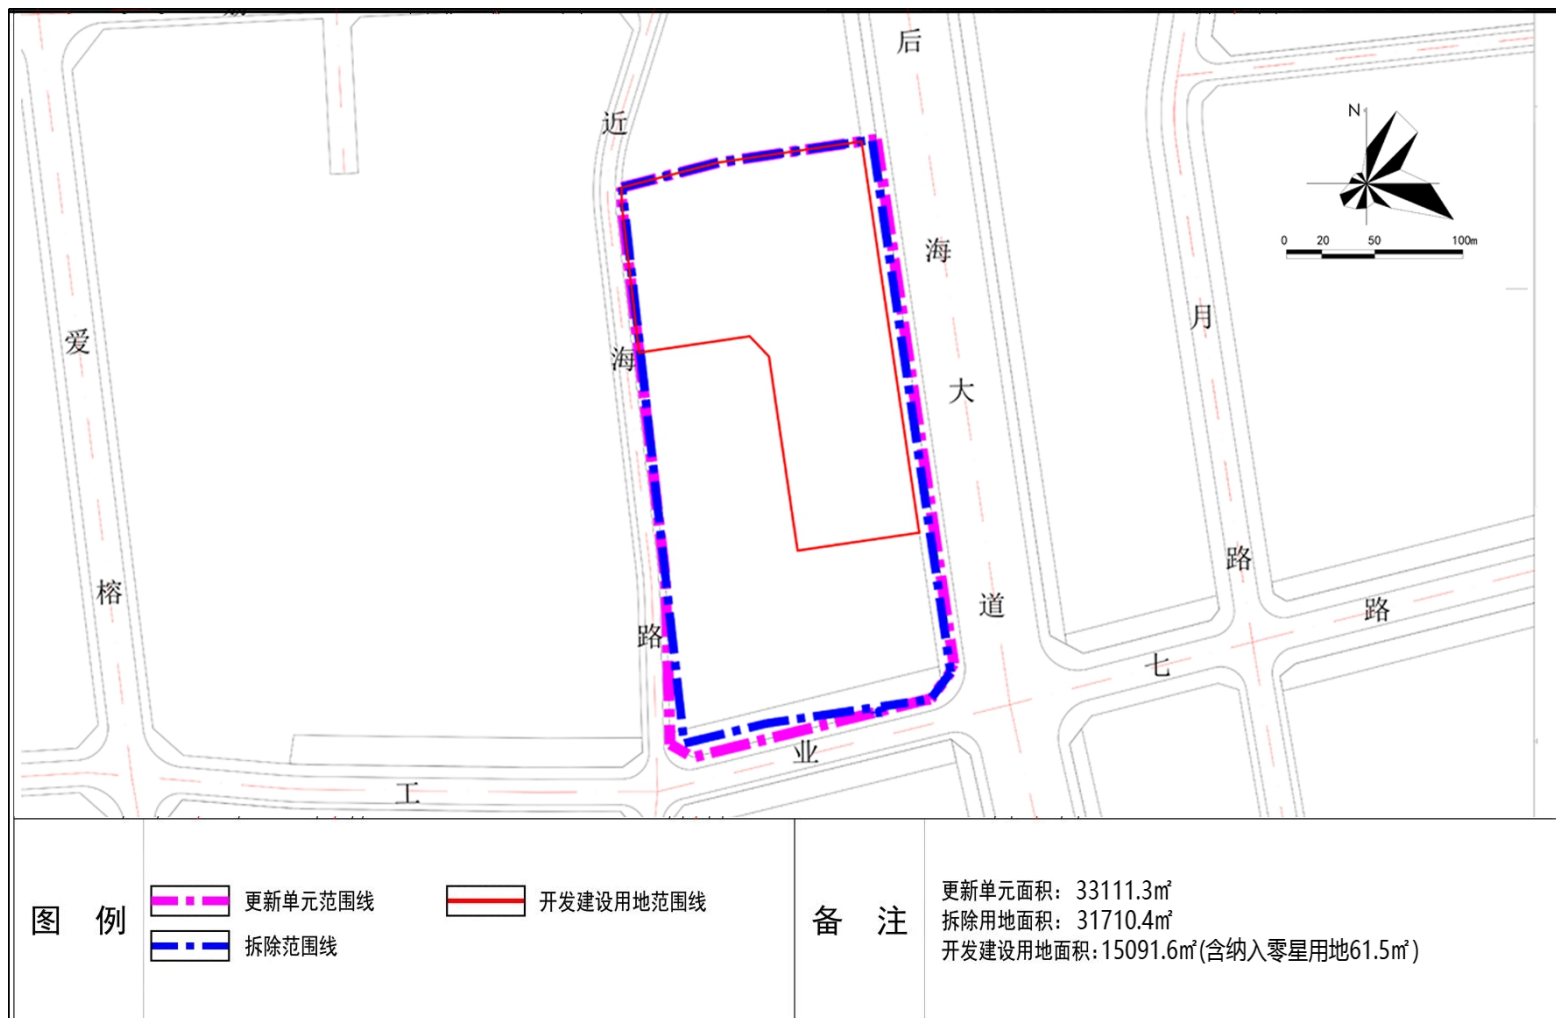 后
近
N
0 20 50 100m
海
月
爱
海
大
路
榕
道
路
路
七
业
工
图 例
更新单元范围线
开发建设用地范围线
拆除范围线
备 注
更新单元面积：33111.3㎡
拆除用地面积：31710.4㎡
开发建设用地面积：15091.6㎡(含纳入零星用地61.5㎡)